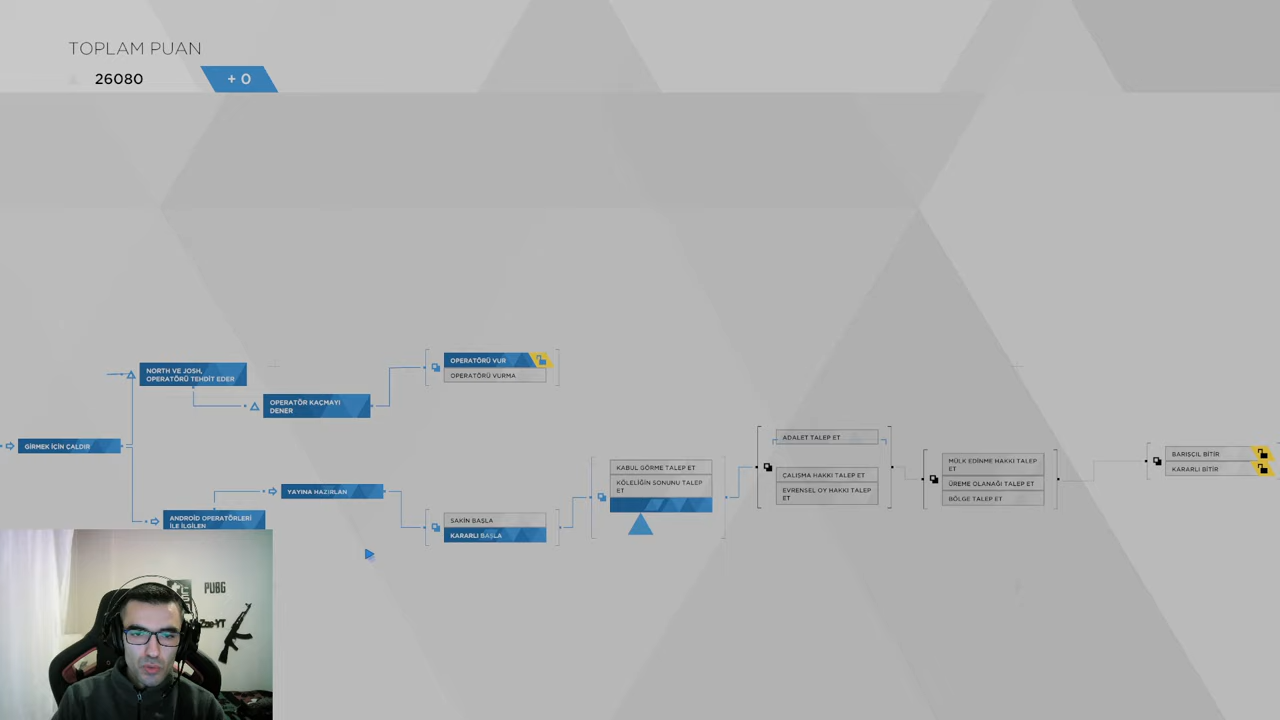 TOPLAM PUAN
26080
+ 0
NORTH VE JOSH,
OPERATÖRÜ TEHDİT EDER
OPERATÖR KAÇMAYI
DENER
OPERATÖRÜ VUR
OPERATÖRÜ VURMA
GİRMEK İÇİN ÇALDIR
YAYINA HAZIRLAN
ANDROİD OPERATÖRLERİ
İLE İLGİLEN
SAKİN BAŞLA
KARARLI BAŞLA
KABUL GÖRME TALEP ET
KÖLELİĞİN SONUNU TALEP
ET
ADALET TALEP ET
ÇALIŞMA HAKKI TALEP ET
EVRENSEL OY HAKKI TALEP
ET
MÜLK EDİNME HAKKI TALEP
ET
ÜREME OLANAĞI TALEP ET
BÖLGE TALEP ET
BARIŞÇIL BİTİR
KARARLI BİTİR
PUBG